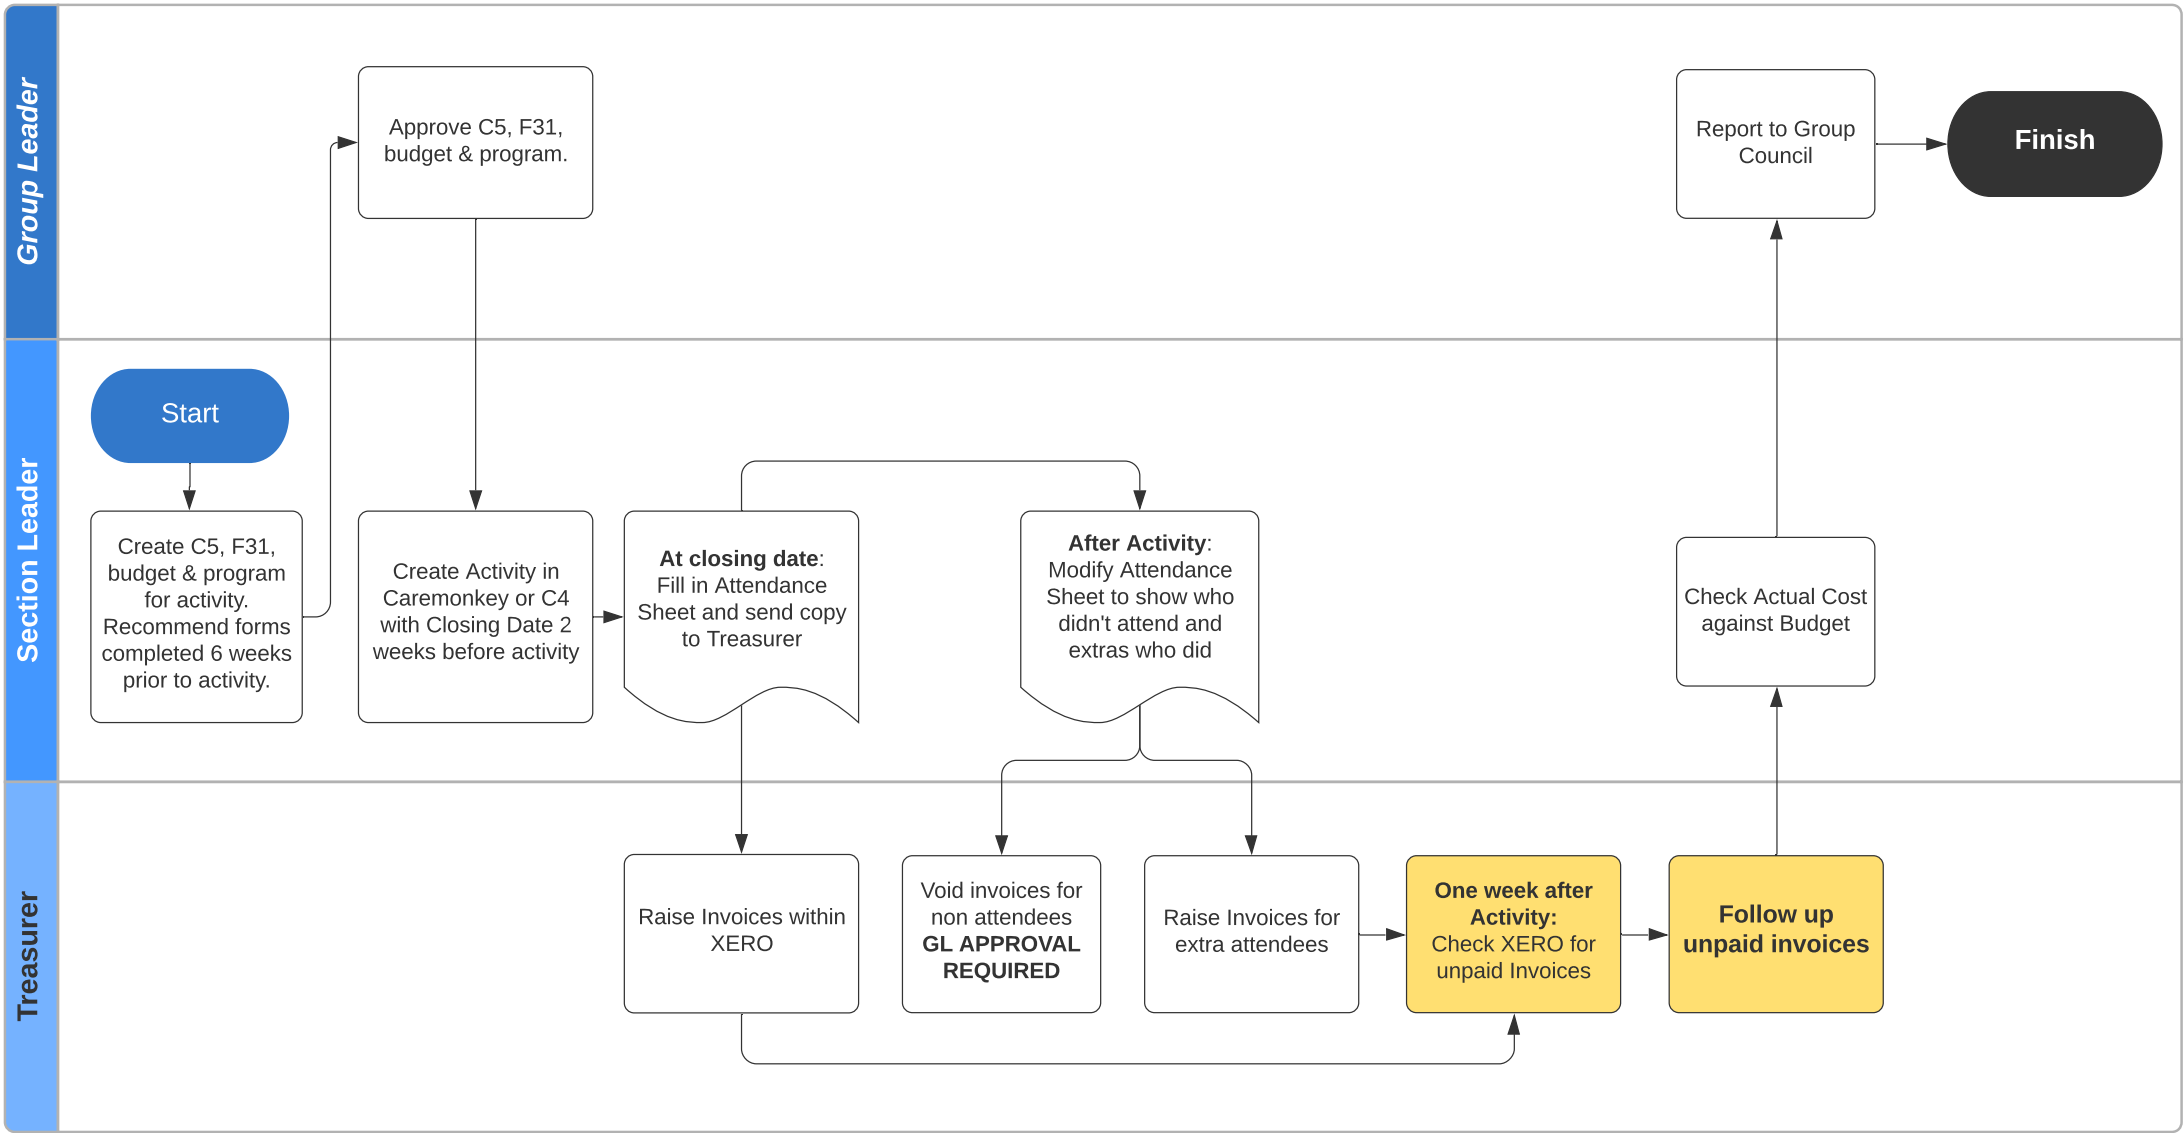 Group Leader
Approve C5, F31,
budget & program.
Report to Group
Council
Finish
Section Leader
Start
Create C5, F31,
budget & program
for activity.
Recommend forms
completed 6 weeks
prior to activity.
Create Activity in
Caremonkey or C4
with Closing Date 2
weeks before activity
At closing date:
Fill in Attendance
Sheet and send copy
to Treasurer
After Activity:
Modify Attendance
Sheet to show who
didn't attend and
extras who did
Check Actual Cost
against Budget
Treasurer
Raise Invoices within
XERO
Void invoices for
non attendees
GL APPROVAL
REQUIRED
Raise Invoices for
extra attendees
One week after
Activity:
Check XERO for
unpaid Invoices
Follow up
unpaid invoices